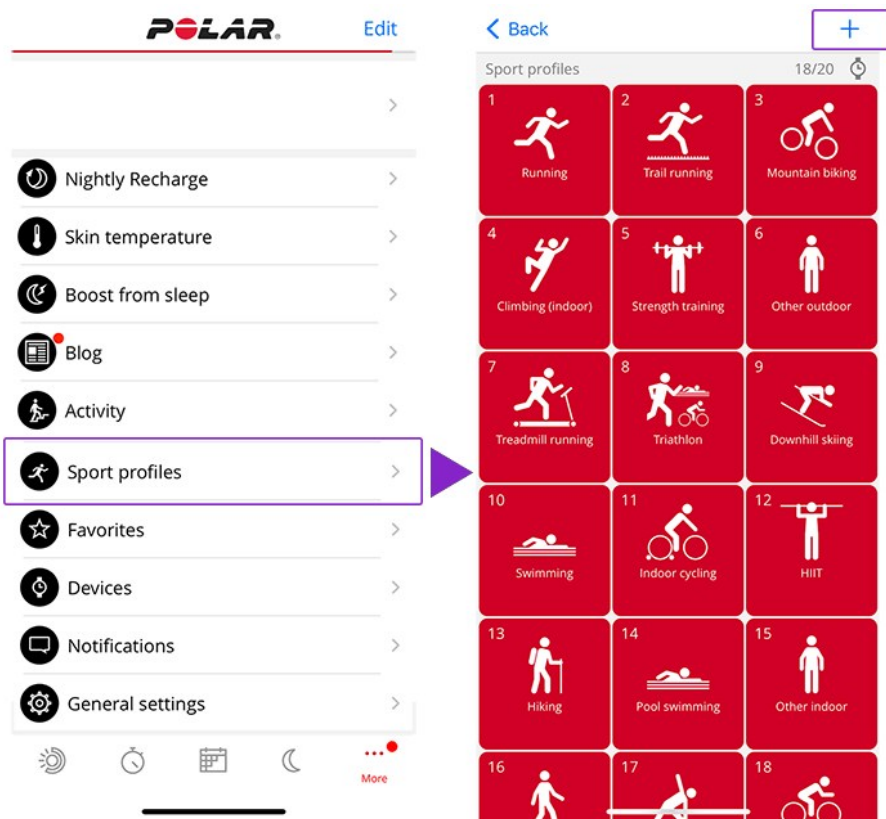 POLAR.
Edit
Nightly Recharge
Skin temperature
Boost from sleep
Blog
Activity
Sport profiles
Favorites
Devices
Notifications
General settings
More
Back
Sport profiles 18/20
1 2 3
Running Trail running Mountain biking
4 5 6
Climbing (indoor) Strength training Other outdoor
7 8 9
Treadmill running Triathlon Downhill skiing
10 11 12
Swimming Indoor cycling HIIT
13 14 15
Hiking Pool swimming Other indoor
16 17 18